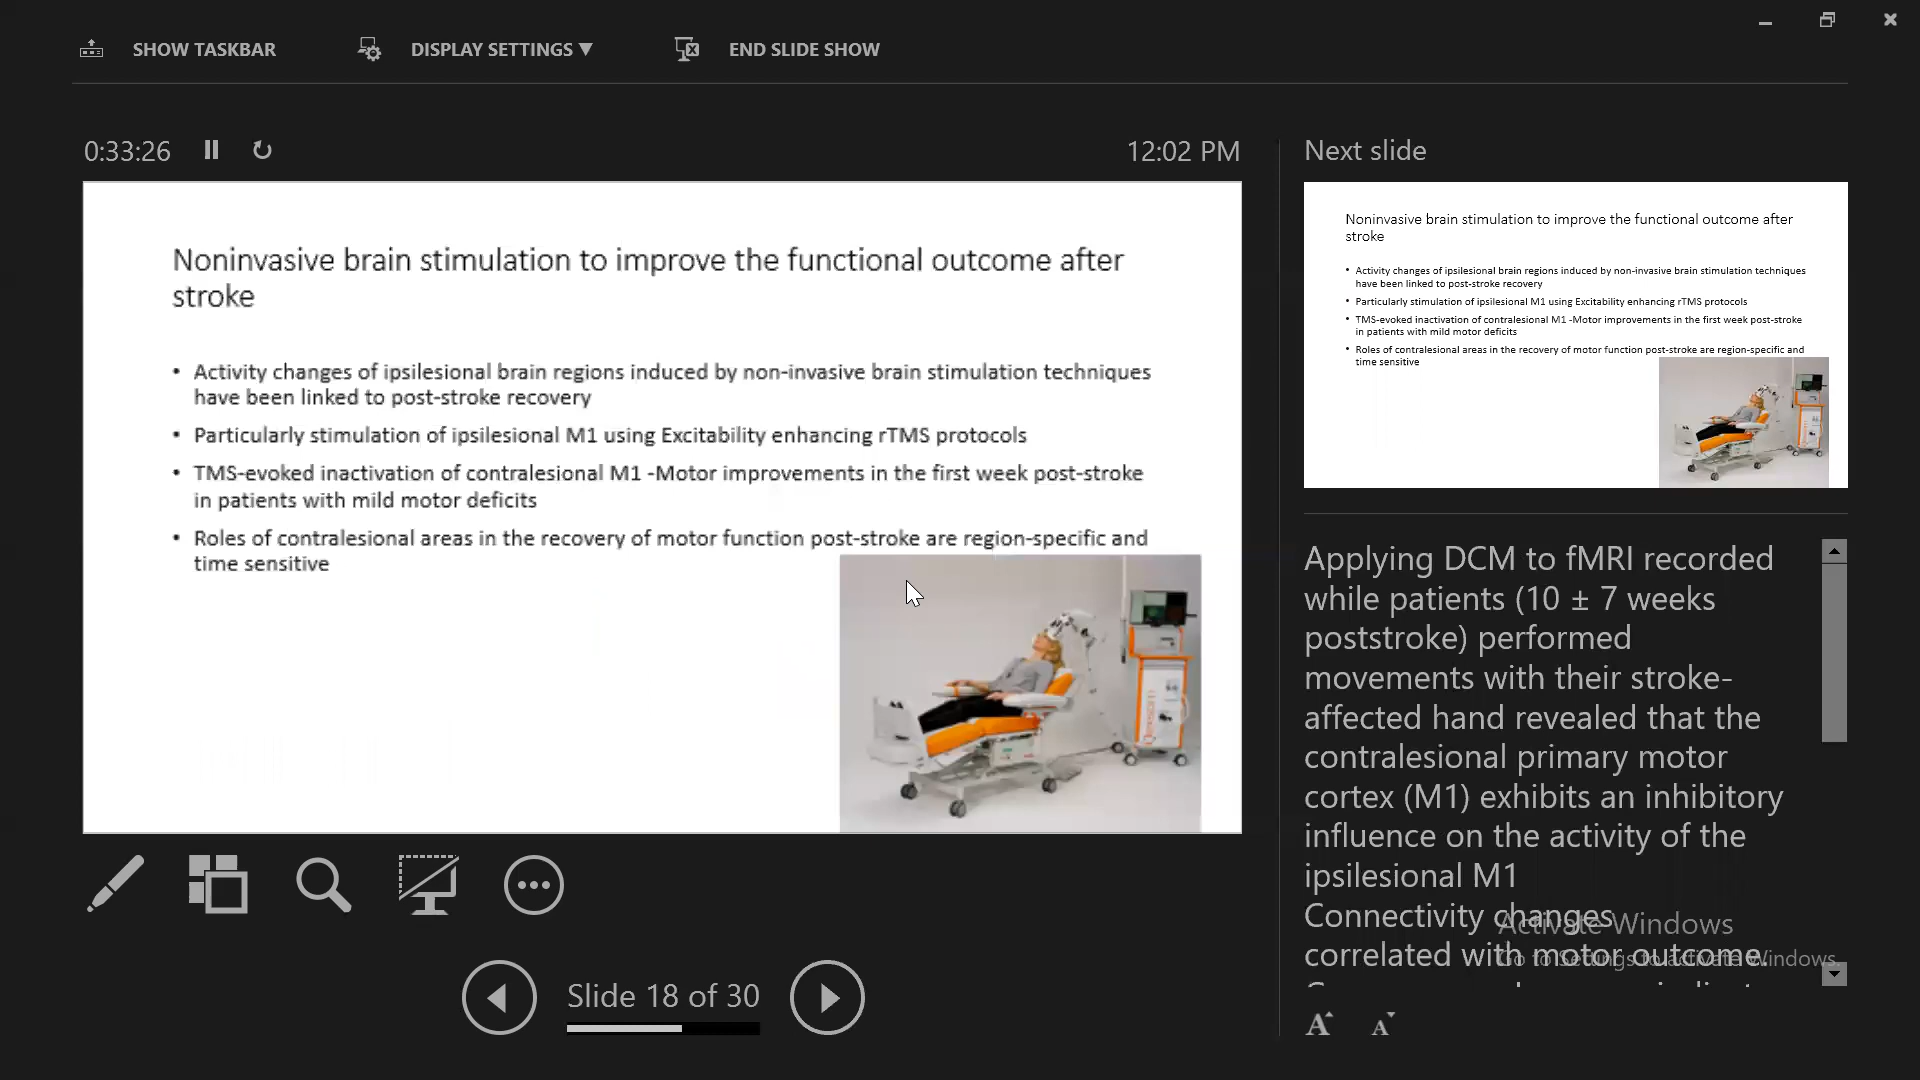 SHOW TASKBAR
DISPLAY SETTINGS ▼
END SLIDE SHOW
0:33:26
12:02 PM
Noninvasive brain stimulation to improve the functional outcome after
stroke
• Activity changes of ipsilesional brain regions induced by non-invasive brain stimulation techniques
have been linked to post-stroke recovery
• Particularly stimulation of ipsilesional M1 using Excitability enhancing rTMS protocols
• TMS-evoked inactivation of contralesional M1 -Motor improvements in the first week post-stroke
in patients with mild motor deficits
• Roles of contralesional areas in the recovery of motor function post-stroke are region-specific and
time sensitive
Slide 18 of 30
Next slide
Noninvasive brain stimulation to improve the functional outcome after
stroke
• Activity changes of ipsilesional brain regions induced by non-invasive brain stimulation techniques
have been linked to post-stroke recovery
• Particularly stimulation of ipsilesional M1 using Excitability enhancing rTMS protocols
• TMS-evoked inactivation of contralesional M1 -Motor improvements in the first week post-stroke
in patients with mild motor deficits
• Roles of contralesional areas in the recovery of motor function post-stroke are region-specific and
time sensitive
Applying DCM to fMRI recorded
while patients (10 ± 7 weeks
poststroke) performed
movements with their stroke-
affected hand revealed that the
contralesional primary motor
cortex (M1) exhibits an inhibitory
influence on the activity of the
ipsilesional M1
Connectivity changes
correlated with motor outcome.
Activate Windows
Go to Settings to activate Windows.
A
A